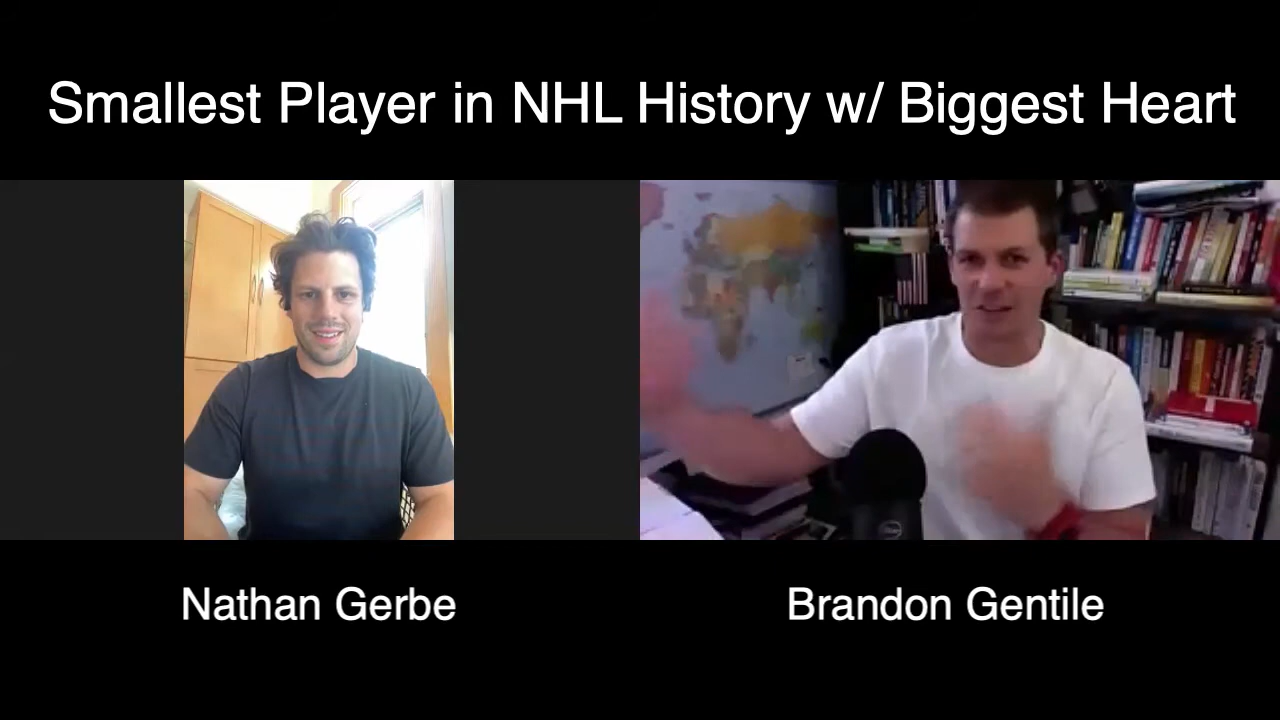 Smallest Player in NHL History w/ Biggest Heart
Nathan Gerbe
Brandon Gentile